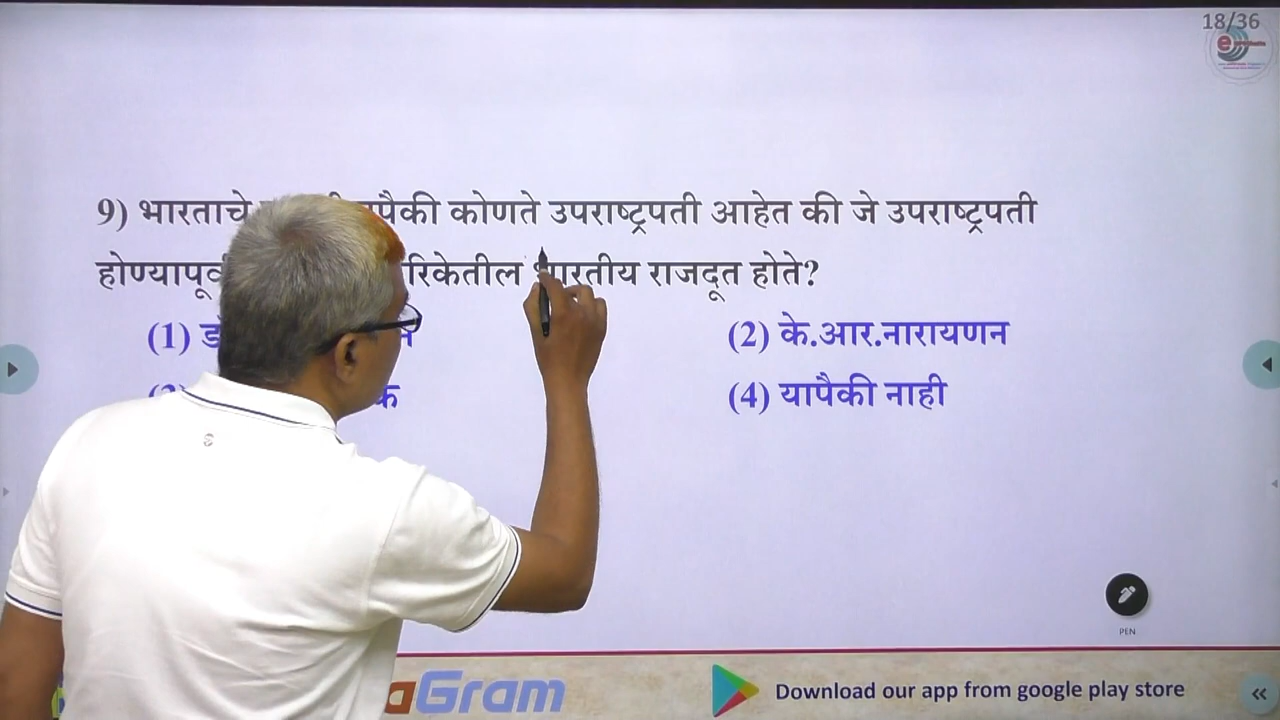 18/36
9) भारताचे कोणते उपराष्ट्रपती आहेत की जे उपराष्ट्रपती
भारतीय राजदूत होते?
(1)
(2) के.आर.नारायणन
(4) यापैकी नाही
PEN
aGram
Download our app from google play store